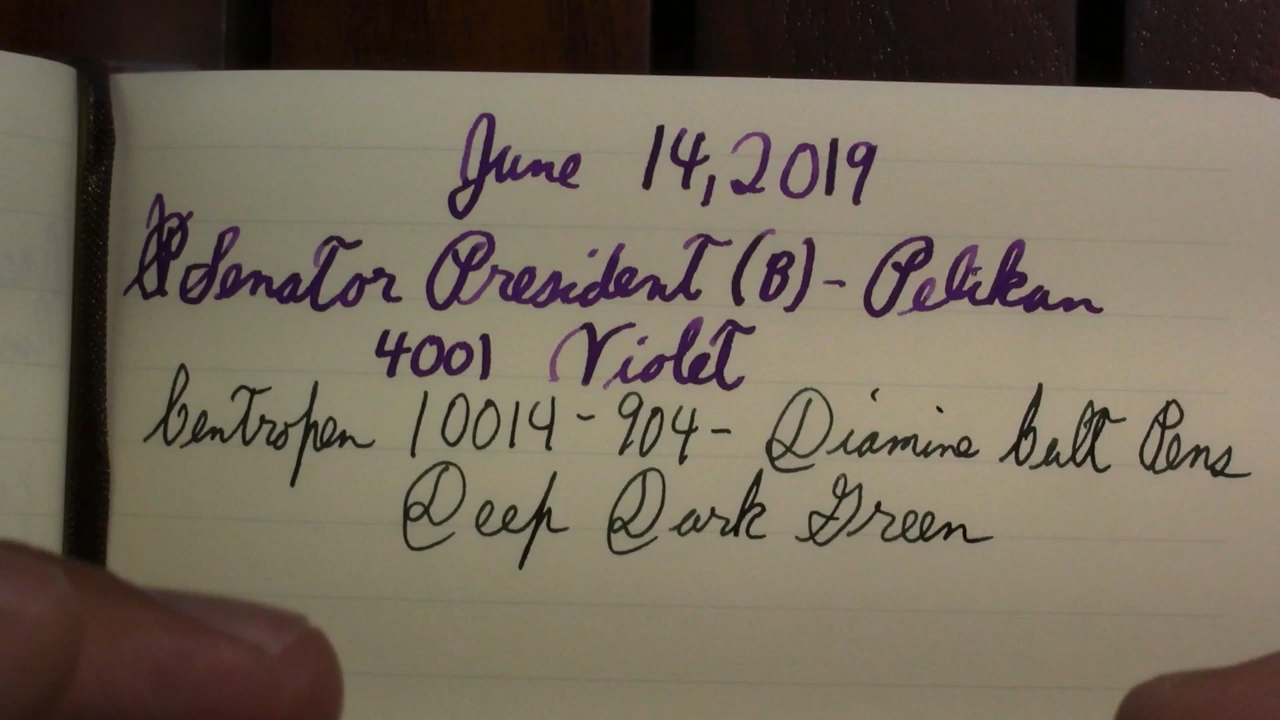 June 14, 2019
Senator President (B) - Pelikan
4001 Violet
Centropen 10014 - 904 - Diamine Cult Pens
Deep Dark Green